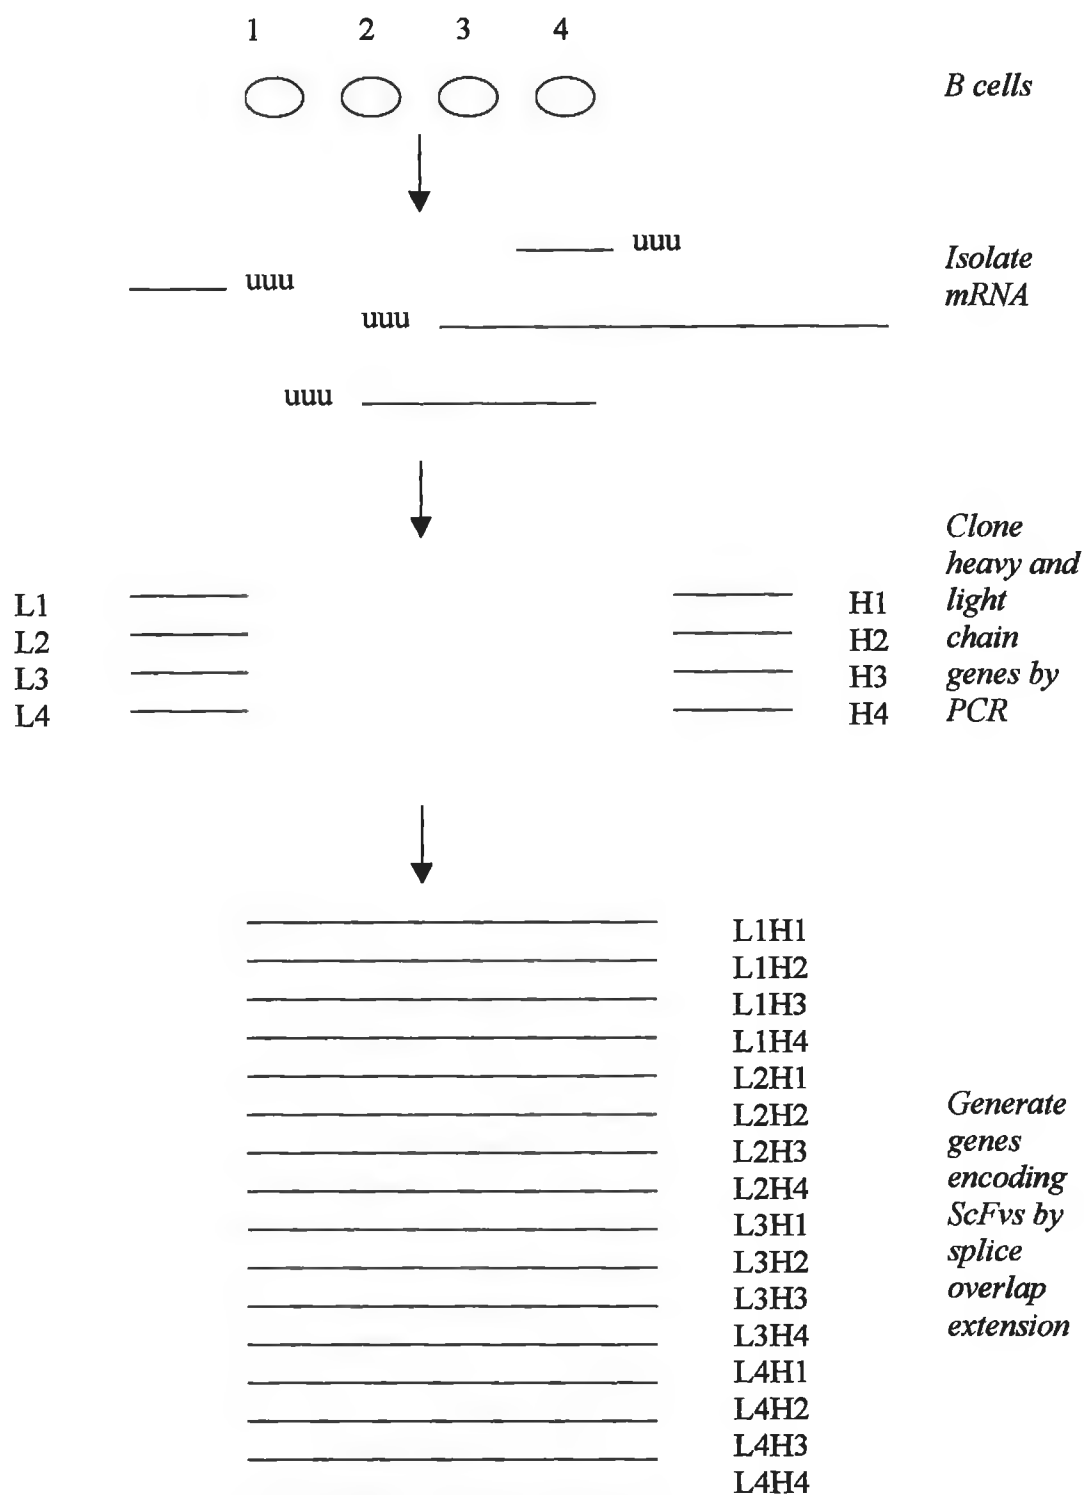 1 2 3 4
B cells
uuu
uuu
Isolate
mRNA
uuu
uuu
Clone
heavy and
light
chain
genes by
PCR
L1
L2
L3
L4
H1
H2
H3
H4
L1H1
L1H2
L1H3
L1H4
L2H1
L2H2
L2H3
L2H4
L3H1
L3H2
L3H3
L3H4
L4H1
L4H2
L4H3
L4H4
Generate
genes
encoding
ScFvs by
splice
overlap
extension